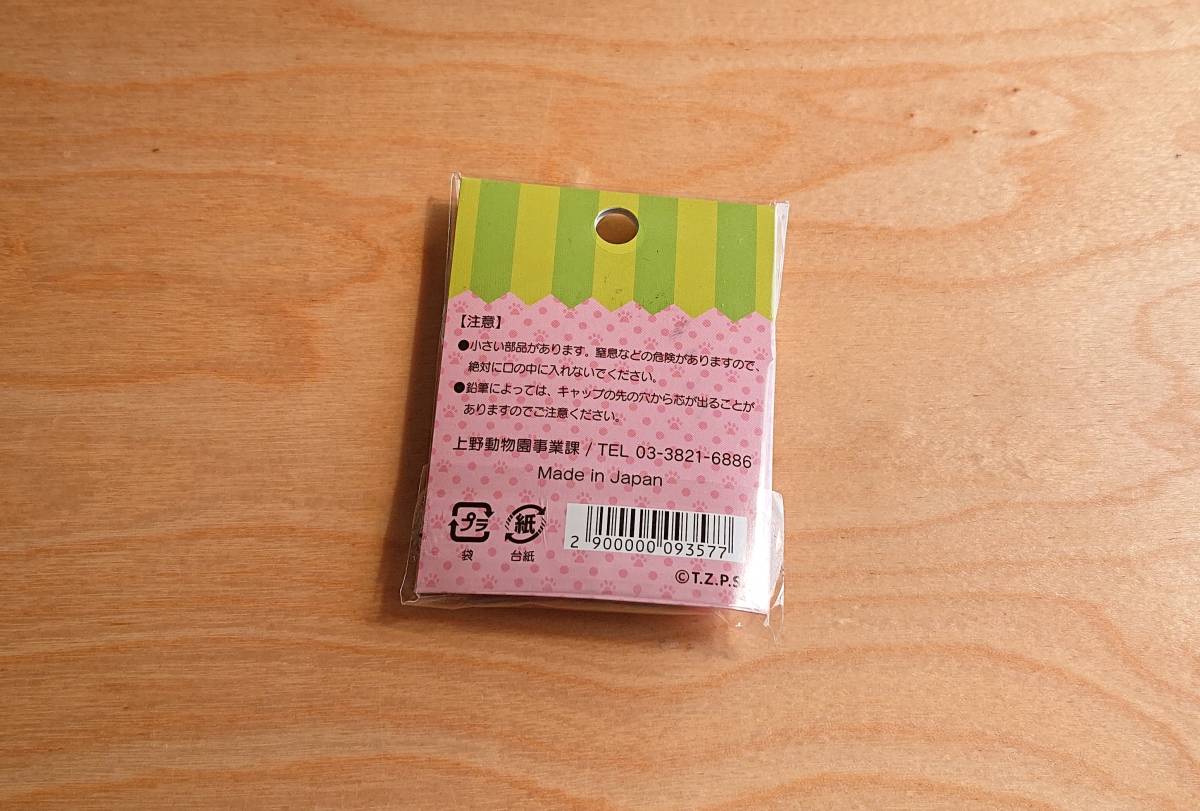 【注意】
●小さい部品があります。窒息などの危険がありますので、
絶対に口の中に入れないでください。
●鉛筆によっては、キャップの先の穴から芯が出ることが
ありますのでご注意ください。
上野動物園事業課 / TEL 03-3821-6886
Made in Japan
プラ 紙
袋 台紙
2 900000 093577
©T.Z.P.S.